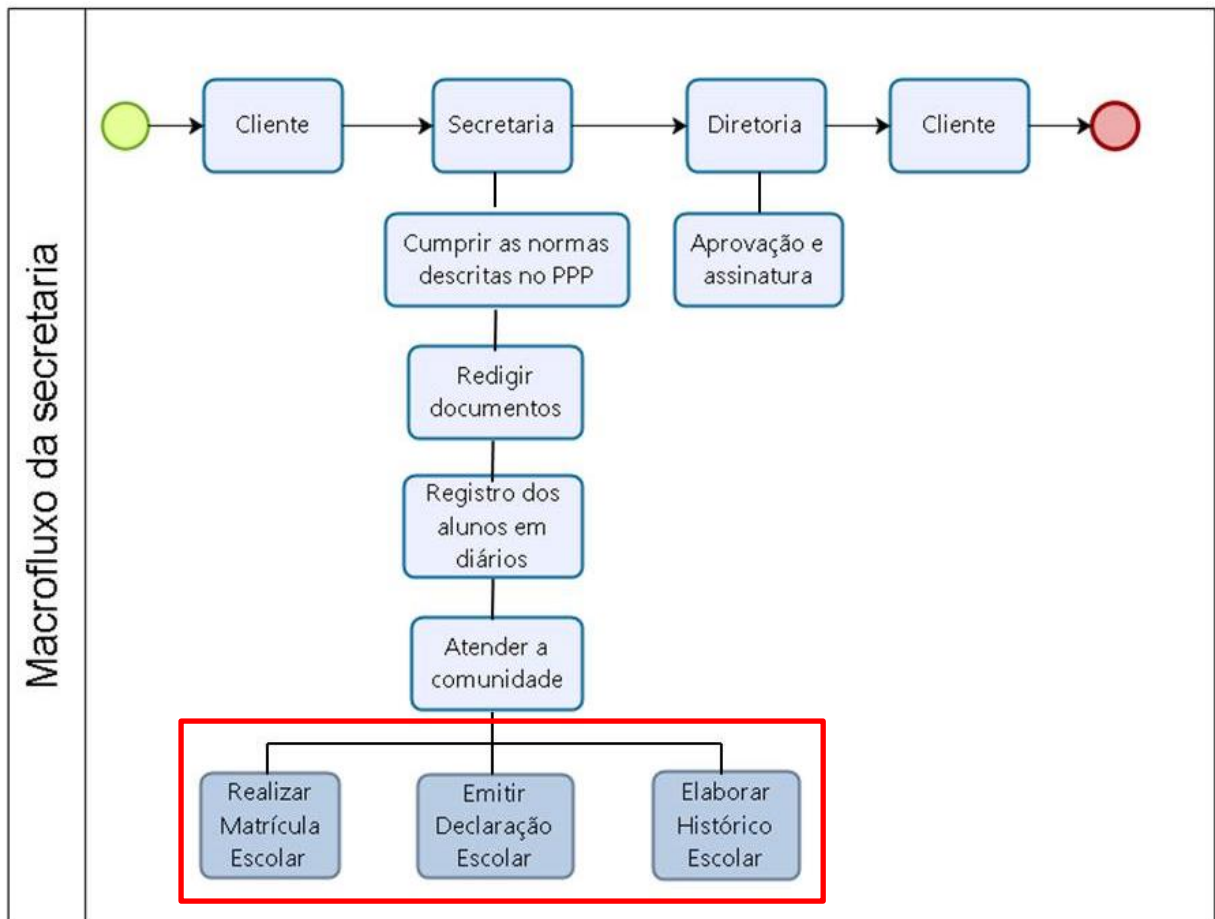 Macrofluxo da secretaria
Cliente
Secretaria
Diretoria
Cliente
Cumprir as normas
descritas no PPP
Aprovação e
assinatura
Redigir
documentos
Registro dos
alunos em
diários
Atender a
comunidade
Realizar
Matrícula
Escolar
Emitir
Declaração
Escolar
Elaborar
Histórico
Escolar